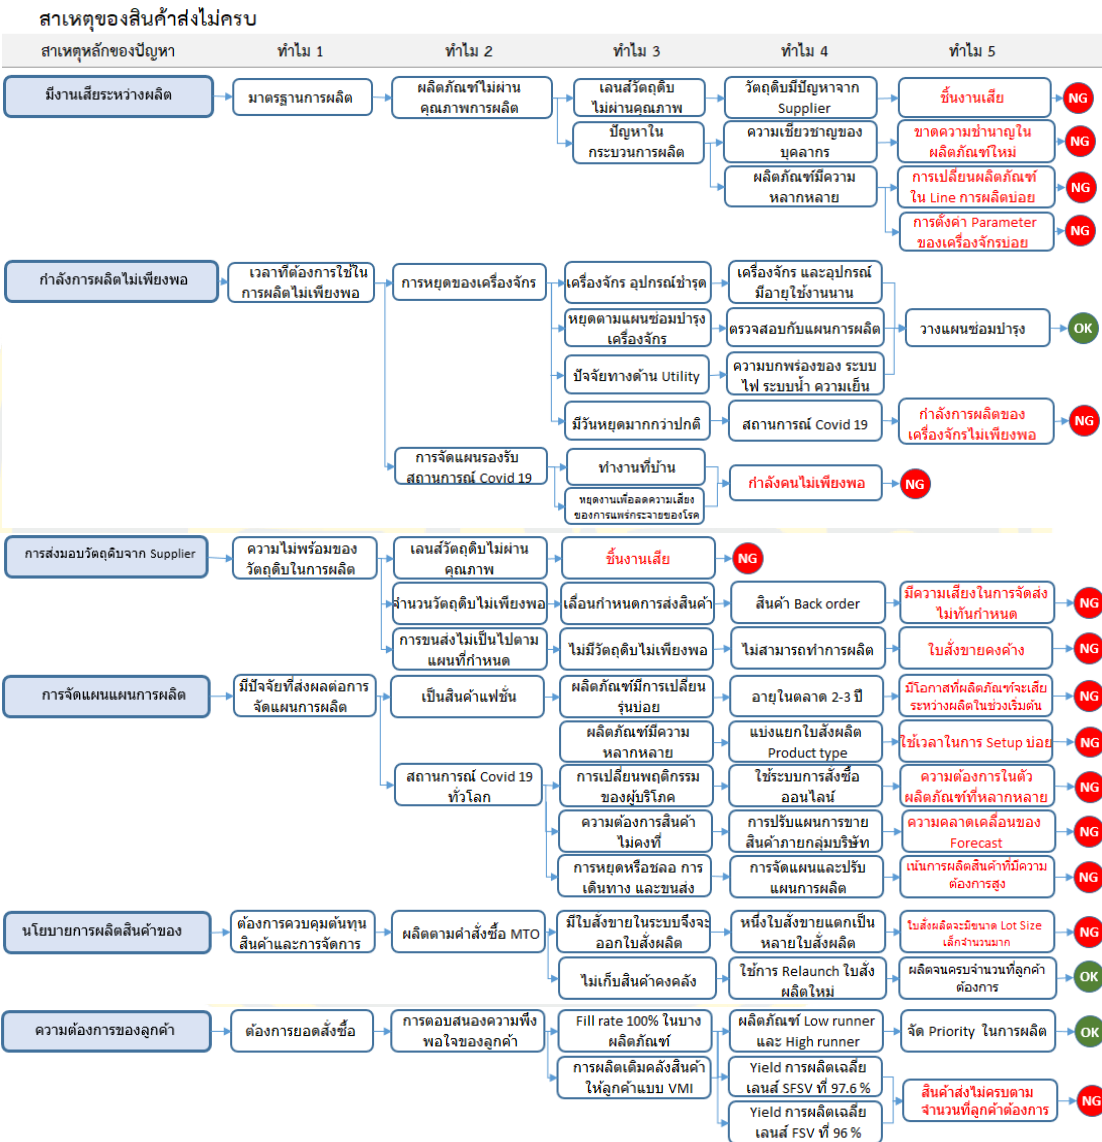 สาเหตุของสินค้าส่งไม่ครบ
สาเหตุหลักของปัญหา
ทำไม 1
ทำไม 2
ทำไม 3
ทำไม 4
ทำไม 5
มีงานเสียระหว่างผลิต
มาตรฐานการผลิต
ผลิตภัณฑ์ไม่ผ่าน
คุณภาพการผลิต
เลนส์วัตถุดิบ
ไม่ผ่านคุณภาพ
วัตถุดิบมีปัญหาจาก
Supplier
ชิ้นงานเสีย
NG
ปัญหาใน
กระบวนการผลิต
ความเชี่ยวชาญของ
บุคลากร
ขาดความชำนาญใน
ผลิตภัณฑ์ใหม่
NG
ผลิตภัณฑ์มีความ
หลากหลาย
การเปลี่ยนผลิตภัณฑ์
ใน Line การผลิตบ่อย
NG
การตั้งค่า Parameter
ของเครื่องจักรบ่อย
NG
กำลังการผลิตไม่เพียงพอ
เวลาที่ต้องการใช้ใน
การผลิตไม่เพียงพอ
การหยุดของเครื่องจักร
เครื่องจักร อุปกรณ์ชำรุด
เครื่องจักร และอุปกรณ์
มีอายุใช้งานนาน
หยุดตามแผนซ่อมบำรุง
เครื่องจักร
ตรวจสอบกับแผนการผลิต
วางแผนซ่อมบำรุง
OK
ปัจจัยทางด้าน Utility
ความบกพร่องของ ระบบ
ไฟ ระบบน้ำ ความเย็น
มีวันหยุดมากกว่าปกติ
สถานการณ์ Covid 19
กำลังการผลิตของ
เครื่องจักรไม่เพียงพอ
NG
การจัดแผนรองรับ
สถานการณ์ Covid 19
ทำงานที่บ้าน
หยุดงานเพื่อลดความเสี่ยง
ของการแพร่กระจายของโรค
กำลังคนไม่เพียงพอ
NG
การส่งมอบวัตถุดิบจาก Supplier
ความไม่พร้อมของ
วัตถุดิบในการผลิต
เลนส์วัตถุดิบไม่ผ่าน
คุณภาพ
ชิ้นงานเสีย
NG
จำนวนวัตถุดิบไม่เพียงพอ
เลื่อนกำหนดการส่งสินค้า
สินค้า Back order
มีความเสี่ยงในการจัดส่ง
ไม่ทันกำหนด
NG
การขนส่งไม่เป็นไปตาม
แผนที่กำหนด
ไม่มีวัตถุดิบไม่เพียงพอ
ไม่สามารถทำการผลิต
ใบสั่งขายคงค้าง
NG
การจัดแผนแผนการผลิต
มีปัจจัยที่ส่งผลต่อการ
จัดแผนการผลิต
เป็นสินค้าแฟชั่น
ผลิตภัณฑ์มีการเปลี่ยน
รุ่นบ่อย
อายุในตลาด 2-3 ปี
มีโอกาสที่ผลิตภัณฑ์จะเสีย
ระหว่างผลิตในช่วงเริ่มต้น
NG
ผลิตภัณฑ์มีความ
หลากหลาย
แบ่งแยกใบสั่งผลิต
Product type
ใช้เวลาในการ Setup บ่อย
NG
สถานการณ์ Covid 19
ทั่วโลก
การเปลี่ยนพฤติกรรม
ของผู้บริโภค
ใช้ระบบการสั่งซื้อ
ออนไลน์
ความต้องการในตัว
ผลิตภัณฑ์ที่หลากหลาย
NG
ความต้องการสินค้า
ไม่คงที่
การปรับแผนการขาย
สินค้าภายกลุ่มบริษัท
ความคลาดเคลื่อนของ
Forecast
NG
การหยุดหรือชลอ การ
เดินทาง และขนส่ง
การจัดแผนและปรับ
แผนการผลิต
เน้นการผลิตสินค้าที่มีความ
ต้องการสูง
NG
นโยบายการผลิตสินค้าของ
ต้องการควบคุมต้นทุน
สินค้าและการจัดการ
ผลิตตามคำสั่งซื้อ MTO
มีใบสั่งขายในระบบจึงจะ
ออกใบสั่งผลิต
หนึ่งใบสั่งขายแตกเป็น
หลายใบสั่งผลิต
ใบสั่งผลิตจะมีขนาด Lot Size
เล็กจำนวนมาก
NG
ไม่เก็บสินค้าคงคลัง
ใช้การ Relaunch ใบสั่ง
ผลิตใหม่
ผลิตจนครบจำนวนที่ลูกค้า
ต้องการ
OK
ความต้องการของลูกค้า
ต้องการยอดสั่งซื้อ
การตอบสนองความพึง
พอใจของลูกค้า
Fill rate 100% ในบาง
ผลิตภัณฑ์
ผลิตภัณฑ์ Low runner
และ High runner
จัด Priority ในการผลิต
OK
การผลิตเติมคลังสินค้า
ให้ลูกค้าแบบ VMI
Yield การผลิตเฉลี่ย
เลนส์ SFSV ที่ 97.6 %
สินค้าส่งไม่ครบตาม
จำนวนที่ลูกค้าต้องการ
NG
Yield การผลิตเฉลี่ย
เลนส์ FSV ที่ 96 %